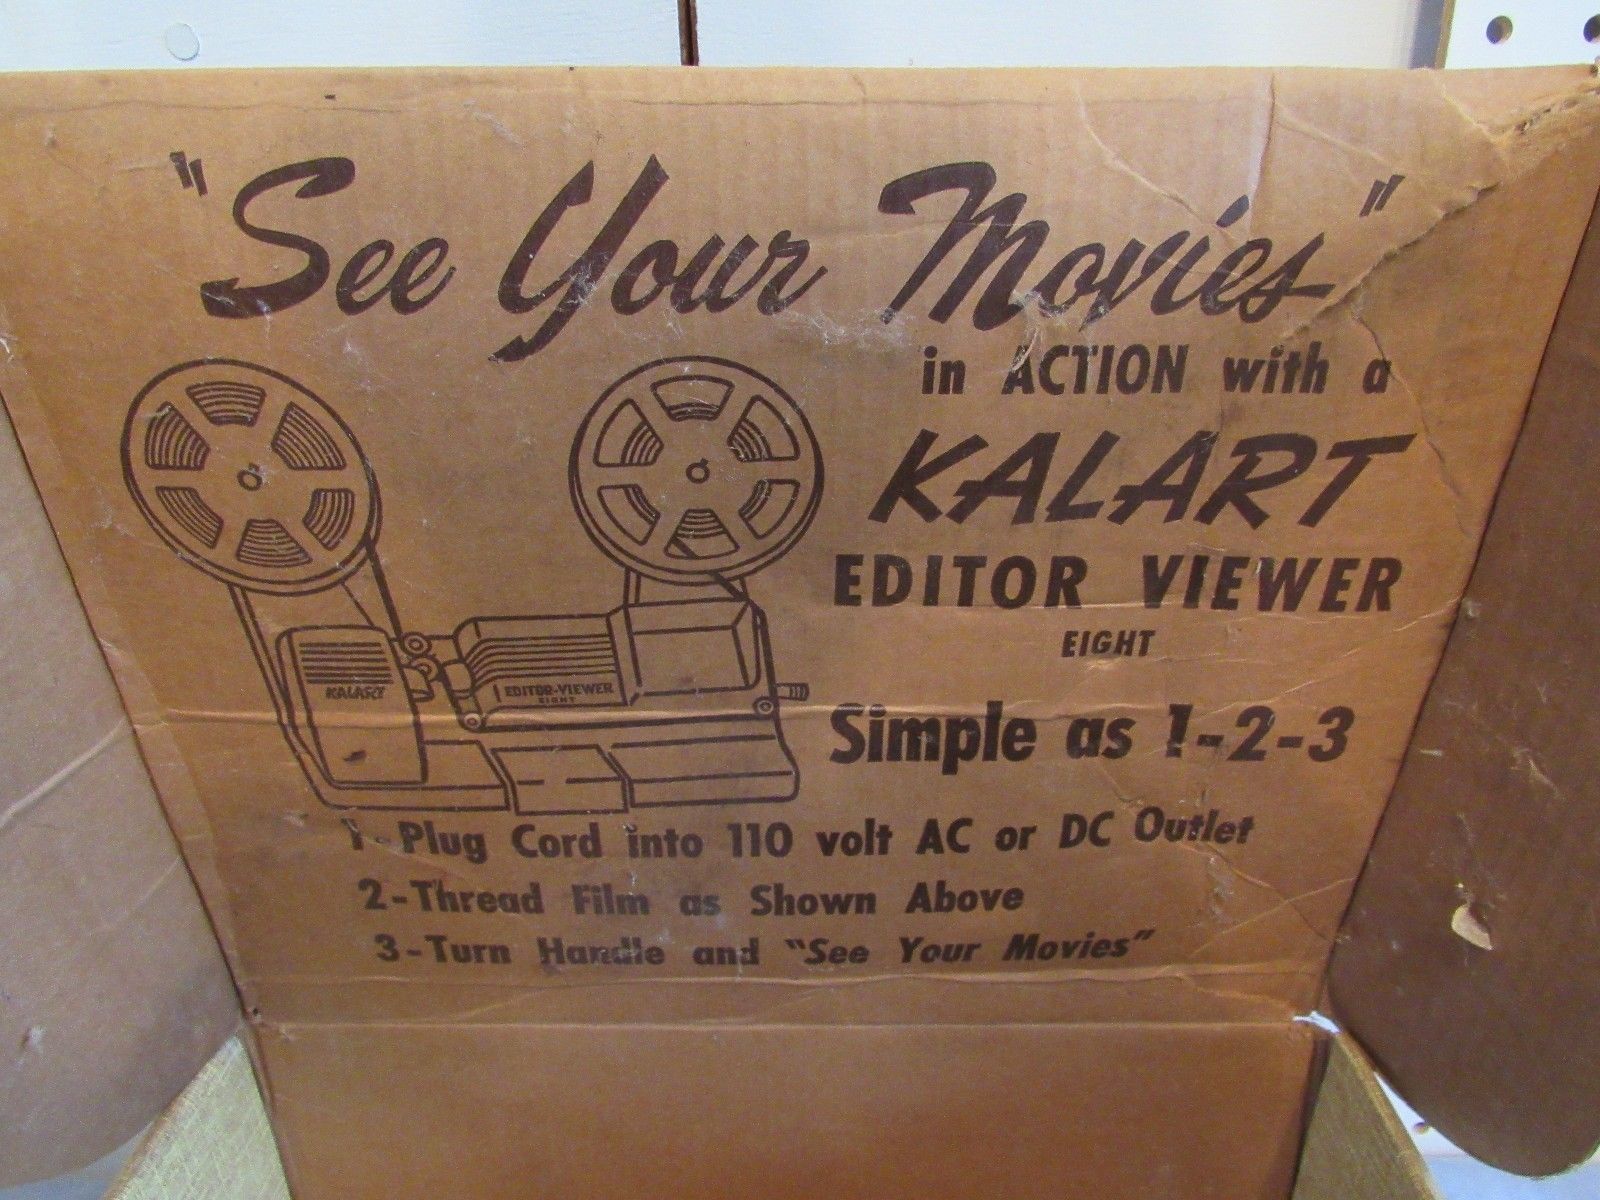 "See Your Movies"
in ACTION with a
KALART
EDITOR VIEWER
EIGHT
KALART
EDITOR-VIEWER
EIGHT
Simple as 1-2-3
1-Plug Cord into 110 volt AC or DC Outlet
2-Thread Film as Shown Above
3-Turn Handle and "See Your Movies"